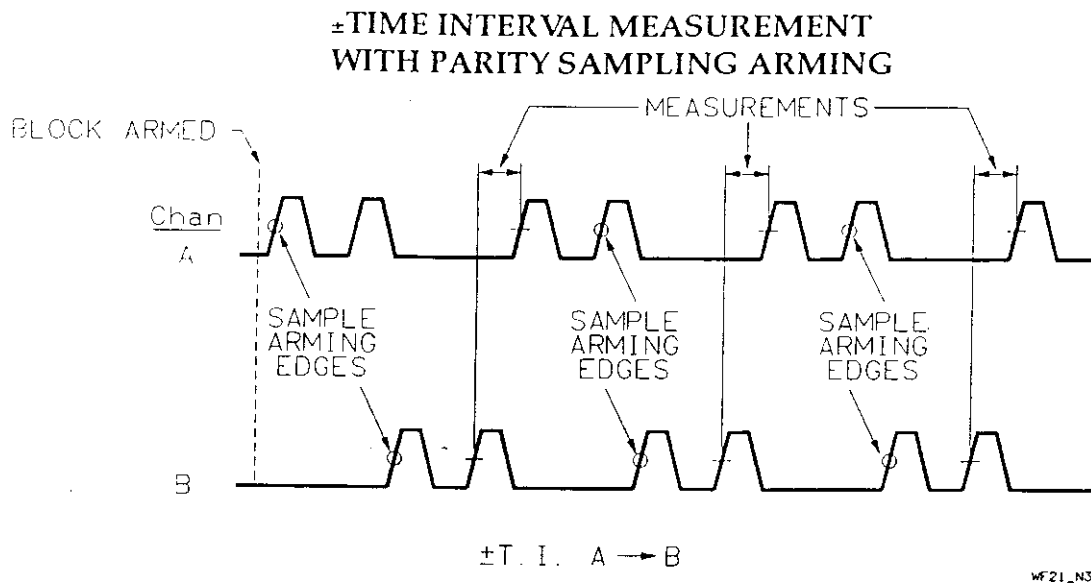 ±TIME INTERVAL MEASUREMENT
WITH PARITY SAMPLING ARMING
MEASUREMENTS
BLOCK ARMED
Chan
A
SAMPLE
ARMING
EDGES
SAMPLE
ARMING
EDGES
SAMPLE
ARMING
EDGES
B
±T. I. A → B
WF21_N3